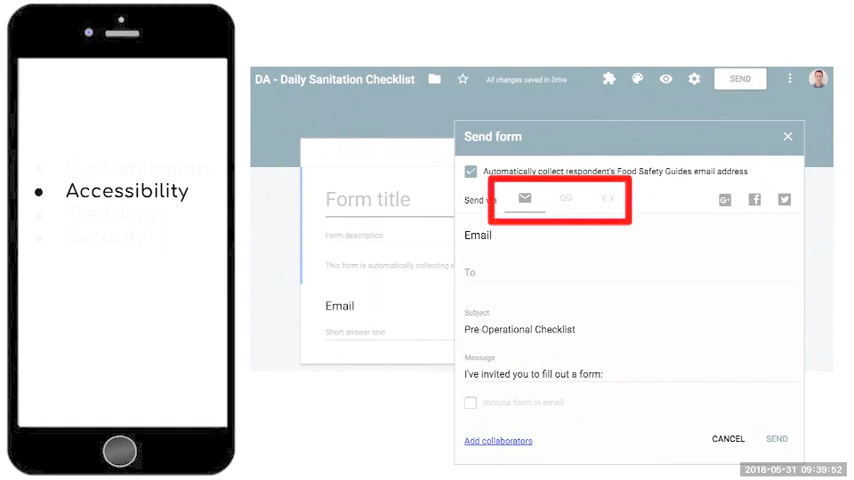 Customization
Accessibility
Trending
Security
DA - Daily Sanitation Checklist
All changes saved in Drive
SEND
Form title
Form description
This form is automatically collecting e
Email
Short answer text
Send form
Automatically collect respondent's Food Safety Guides email address
Send via
G+
f
Email
To
Subject
Pre-Operational Checklist
Message
I've invited you to fill out a form:
Include form in email
Add collaborators
CANCEL
SEND
2018-05-31 09:39:52